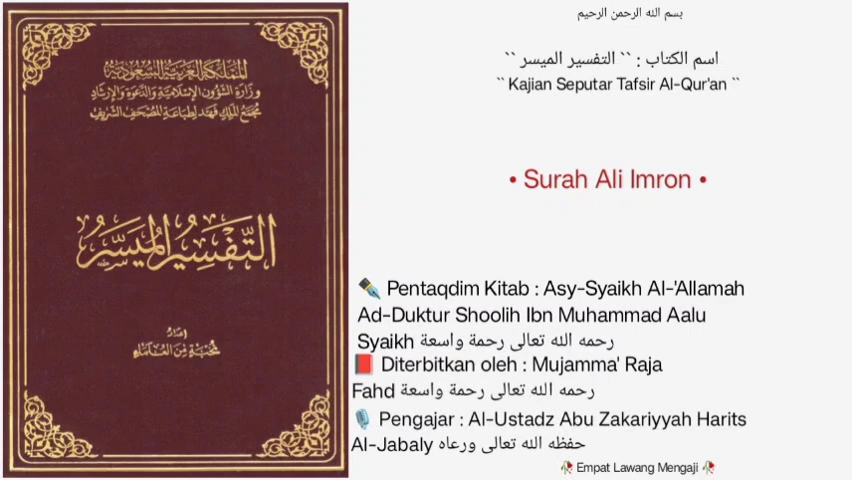 المملكة العربية السعودية
وزارة الشؤون الإسلامية والدعوة والإرشاد
مجمع الملك فهد لطباعة المصحف الشريف
التَّفْسِيرُ المُيَسَّرُ
إعداد
نخبة من العلماء
بسم الله الرحمن الرحيم
اسم الكتاب : `` التفسير الميسر ``
`` Kajian Seputar Tafsir Al-Qur'an ``
• Surah Ali Imron •
✒️ Pentaqdim Kitab : Asy-Syaikh Al-'Allamah
Ad-Duktur Shoolih Ibn Muhammad Aalu
Syaikh رحمه الله تعالى رحمة واسعة
📕 Diterbitkan oleh : Mujamma' Raja
Fahd رحمه الله تعالى رحمة واسعة
🎙️ Pengajar : Al-Ustadz Abu Zakariyyah Harits
Al-Jabaly حفظه الله تعالى ورعاه
🥀 Empat Lawang Mengaji 🥀